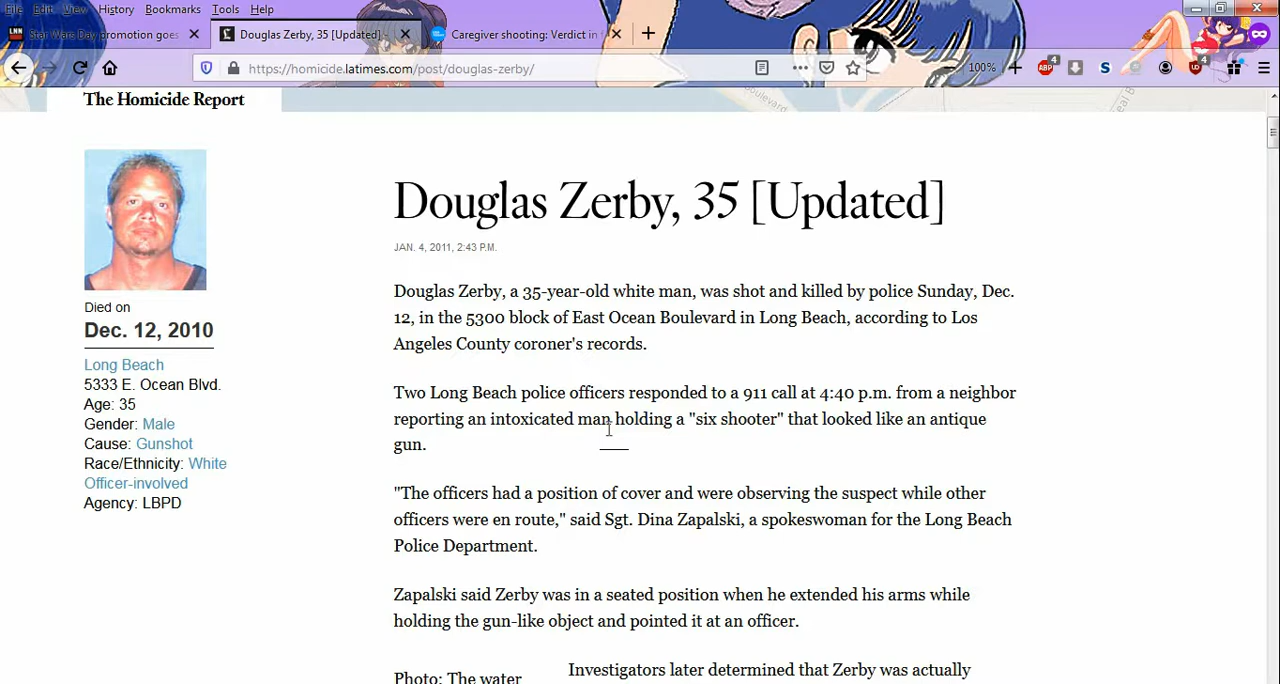 File Edit View History Bookmarks Tools Help
LNN Star Wars Day promotion goes
Douglas Zerby, 35 [Updated] -
Caregiver shooting: Verdict in
https://homicide.latimes.com/post/douglas-zerby/
100%
ABP 4
S
4
The Homicide Report
Boulevard
Died on
Dec. 12, 2010
Long Beach
5333 E. Ocean Blvd.
Age: 35
Gender: Male
Cause: Gunshot
Race/Ethnicity: White
Officer-involved
Agency: LBPD
Douglas Zerby, 35 [Updated]
JAN. 4, 2011, 2:43 P.M.
Douglas Zerby, a 35-year-old white man, was shot and killed by police Sunday, Dec.
12, in the 5300 block of East Ocean Boulevard in Long Beach, according to Los
Angeles County coroner's records.
Two Long Beach police officers responded to a 911 call at 4:40 p.m. from a neighbor
reporting an intoxicated man holding a "six shooter" that looked like an antique
gun.
"The officers had a position of cover and were observing the suspect while other
officers were en route," said Sgt. Dina Zapalski, a spokeswoman for the Long Beach
Police Department.
Zapalski said Zerby was in a seated position when he extended his arms while
holding the gun-like object and pointed it at an officer.
Photo: The water
Investigators later determined that Zerby was actually